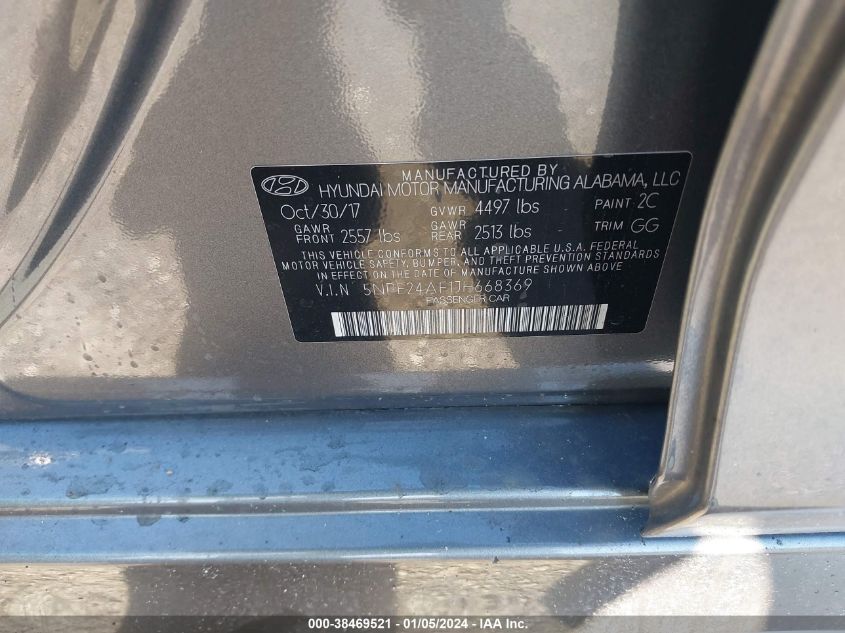 MANUFACTURED BY
HYUNDAI MOTOR MANUFACTURING ALABAMA, LLC
Oct/30/17 GVWR 4497 lbs PAINT 2C
GAWR FRONT 2557 lbs GAWR REAR 2513 lbs TRIM GG
THIS VEHICLE CONFORMS TO ALL APPLICABLE U.S.A. FEDERAL
MOTOR VEHICLE SAFETY, BUMPER, AND THEFT PREVENTION STANDARDS
IN EFFECT ON THE DATE OF MANUFACTURE SHOWN ABOVE
V.I.N 5NPE24AF1JH668369
PASSENGER CAR
000-38469521 - 01/05/2024 - IAA Inc.